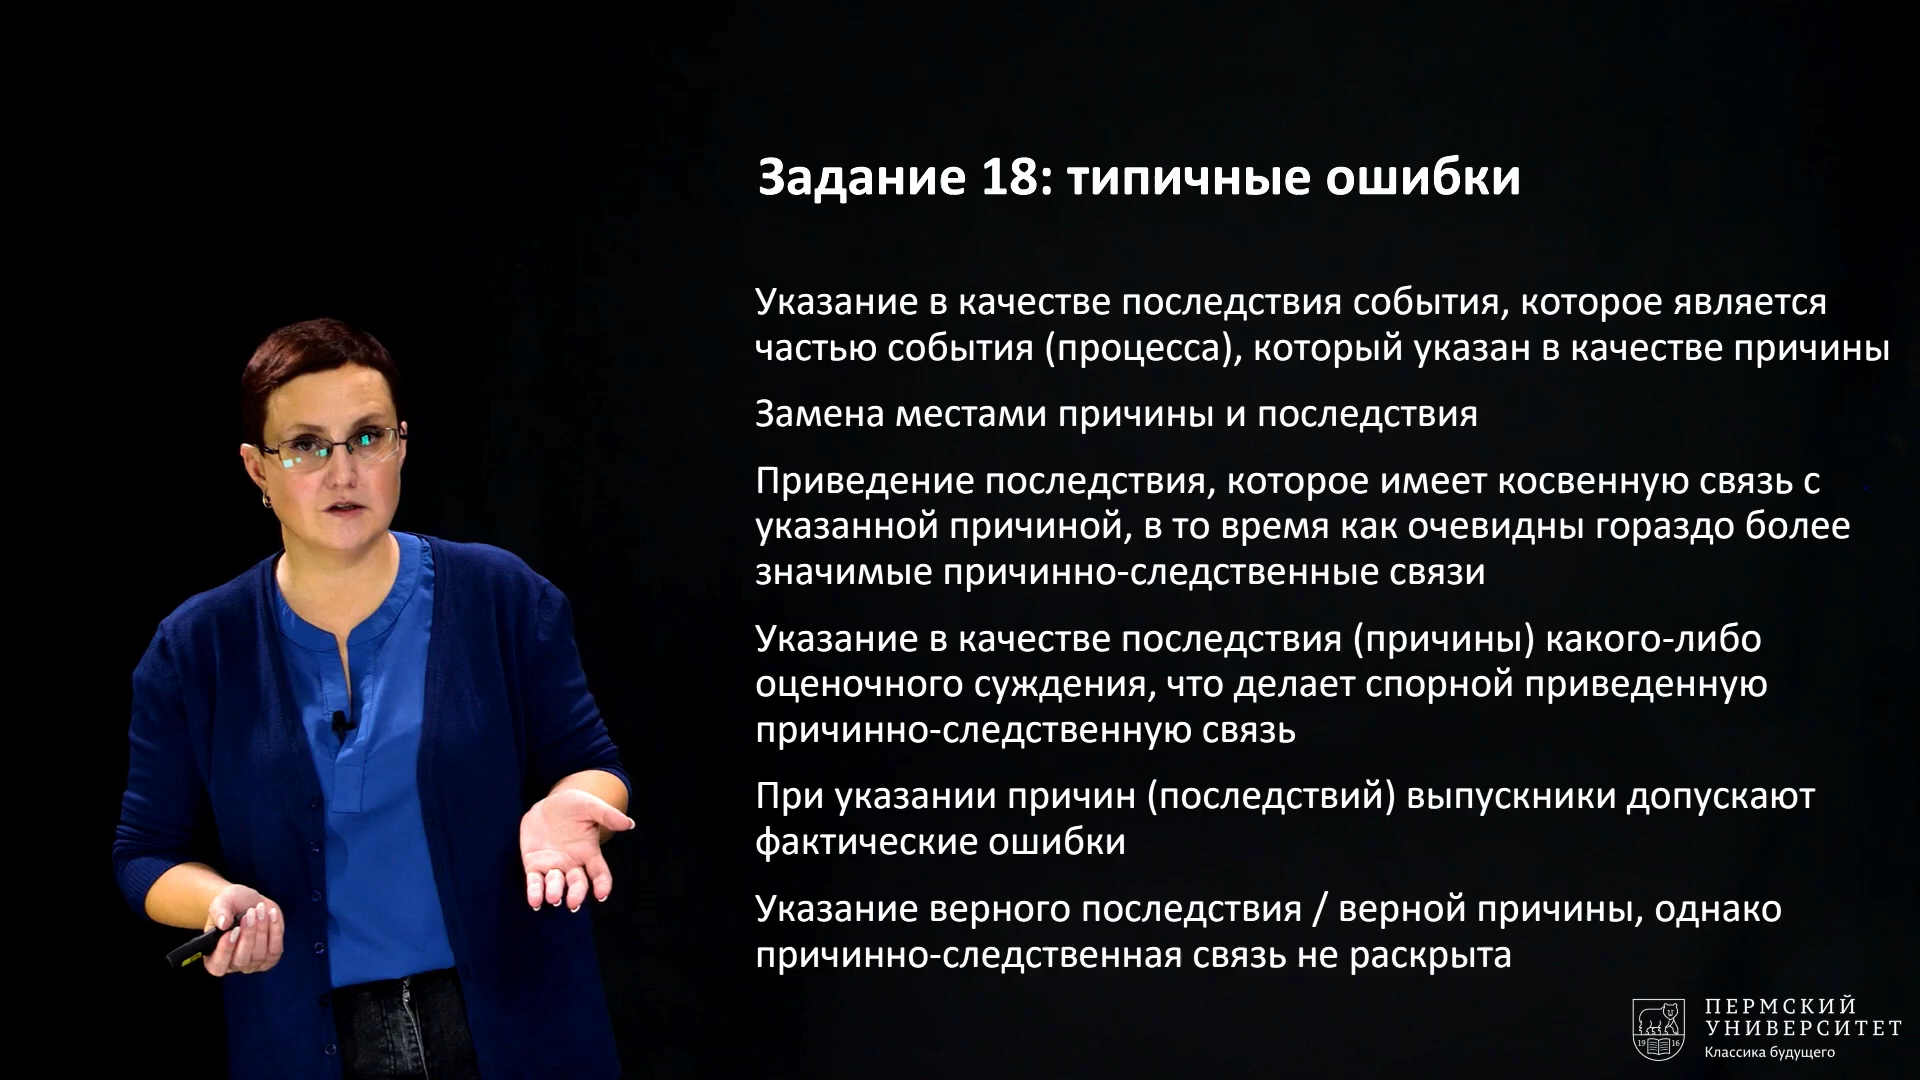 Задание 18: типичные ошибки
Указание в качестве последствия события, которое является
частью события (процесса), который указан в качестве причины
Замена местами причины и последствия
Приведение последствия, которое имеет косвенную связь с
указанной причиной, в то время как очевидны гораздо более
значимые причинно-следственные связи
Указание в качестве последствия (причины) какого-либо
оценочного суждения, что делает спорной приведенную
причинно-следственную связь
При указании причин (последствий) выпускники допускают
фактические ошибки
Указание верного последствия / верной причины, однако
причинно-следственная связь не раскрыта
19 16
ПЕРМСКИЙ
УНИВЕРСИТЕТ
Классика будущего